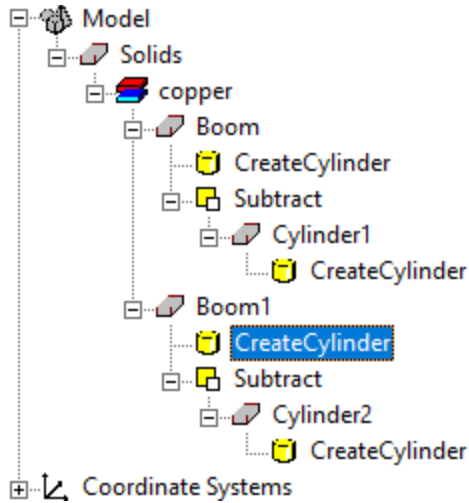 Model
Solids
copper
Boom
CreateCylinder
Subtract
Cylinder1
CreateCylinder
Boom1
CreateCylinder
Subtract
Cylinder2
CreateCylinder
Coordinate Systems